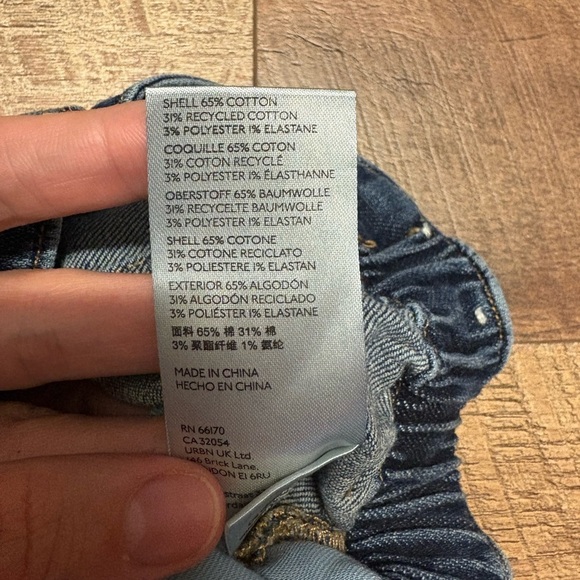 SHELL 65% COTTON
31% RECYCLED COTTON
3% POLYESTER 1% ELASTANE
COQUILLE 65% COTON
31% COTON RECYCLÉ
3% POLYESTER 1% ÉLASTHANNE
OBERSTOFF 65% BAUMWOLLE
31% RECYCELTE BAUMWOLLE
3% POLYESTER 1% ELASTAN
SHELL 65% COTONE
31% COTONE RECICLATO
3% POLIESTERE 1% ELASTAN
EXTERIOR 65% ALGODÓN
31% ALGODÓN RECICLADO
3% POLIÉSTER 1% ELASTANE
面料 65% 棉 31% 棉
3% 聚酯纤维 1% 氨纶
MADE IN CHINA
HECHO EN CHINA
RN 66170
CA 32054
URBN UK Ltd.
Brick Lane,
E1 6RU